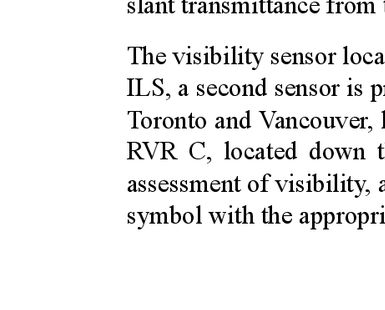 slant transmittance from
The visibility sensor loca
ILS, a second sensor is p
Toronto and Vancouver,
RVR C, located down t
assessment of visibility, a
symbol with the appropri